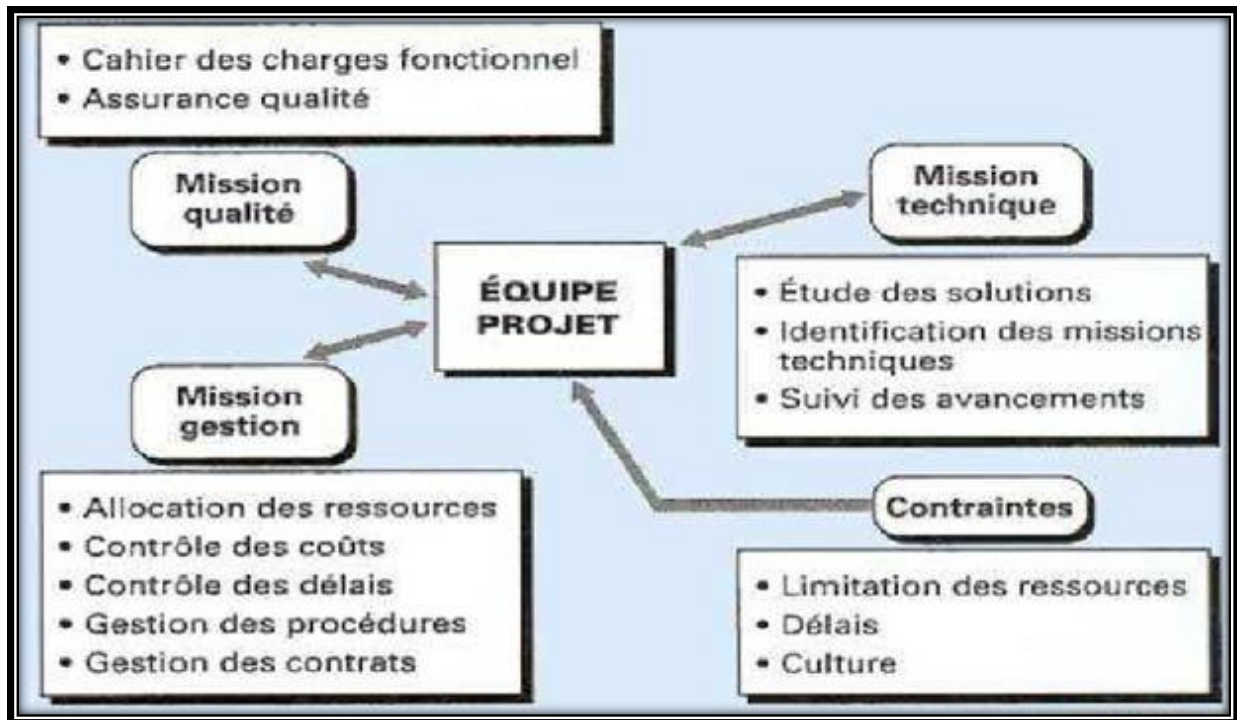 • Cahier des charges fonctionnel
• Assurance qualité
Mission
qualité
Mission
technique
ÉQUIPE
PROJET
• Étude des solutions
• Identification des missions
techniques
• Suivi des avancements
Mission
gestion
• Allocation des ressources
• Contrôle des coûts
• Contrôle des délais
• Gestion des procédures
• Gestion des contrats
Contraintes
• Limitation des ressources
• Délais
• Culture